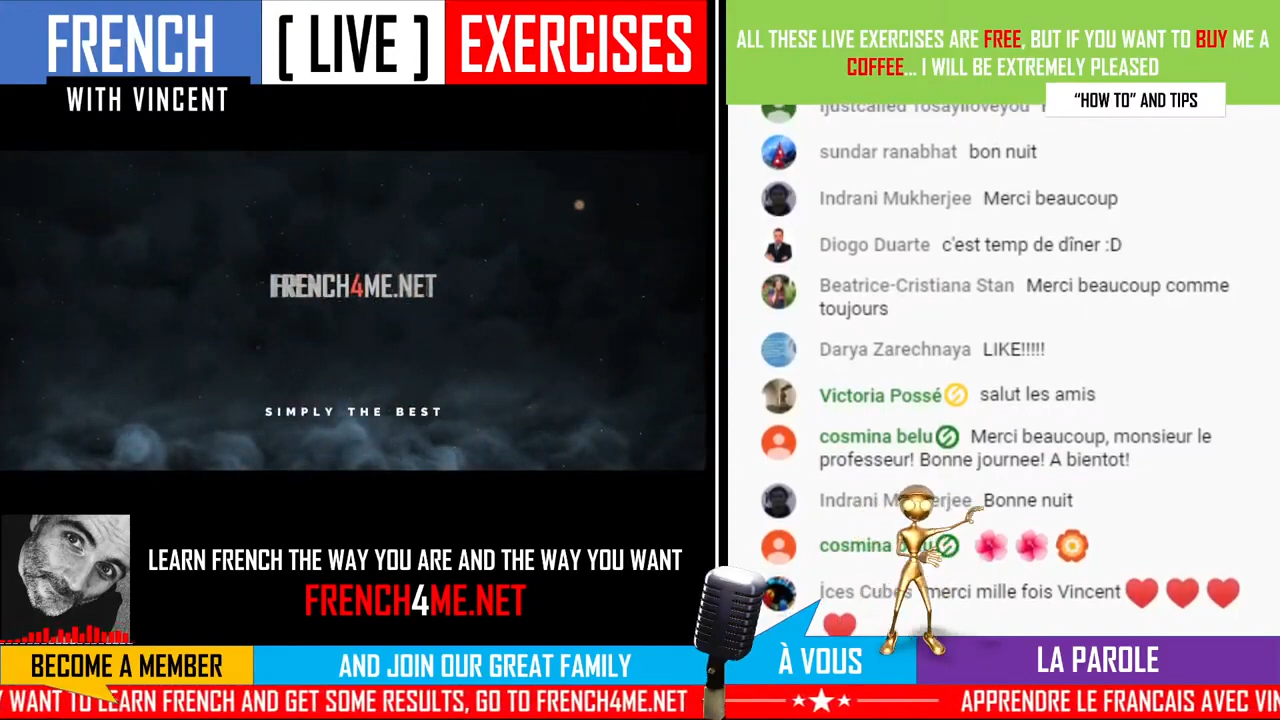 FRENCH [ LIVE ] EXERCISES
WITH VINCENT
FRENCH4ME.NET
SIMPLY THE BEST
LEARN FRENCH THE WAY YOU ARE AND THE WAY YOU WANT
FRENCH4ME.NET
BECOME A MEMBER
AND JOIN OUR GREAT FAMILY
WANT TO LEARN FRENCH AND GET SOME RESULTS, GO TO FRENCH4ME.NET
ALL THESE LIVE EXERCISES ARE FREE, BUT IF YOU WANT TO BUY ME A
COFFEE... I WILL BE EXTREMELY PLEASED
"HOW TO" AND TIPS
sundar ranabhat bon nuit
Indrani Mukherjee Merci beaucoup
Diogo Duarte c'est temps de dîner :D
Beatrice-Cristiana Stan Merci beaucoup comme
toujours
Darya Zarechnaya LIKE!!!!!
Victoria Possé salut les amis
cosmina belu Merci beaucoup, monsieur le
professeur! Bonne journee! A bientot!
Indrani Bonne nuit
cosmina
İces Cubes merci mille fois Vincent
À VOUS
LA PAROLE
APPRENDRE LE FRANCAIS AVEC